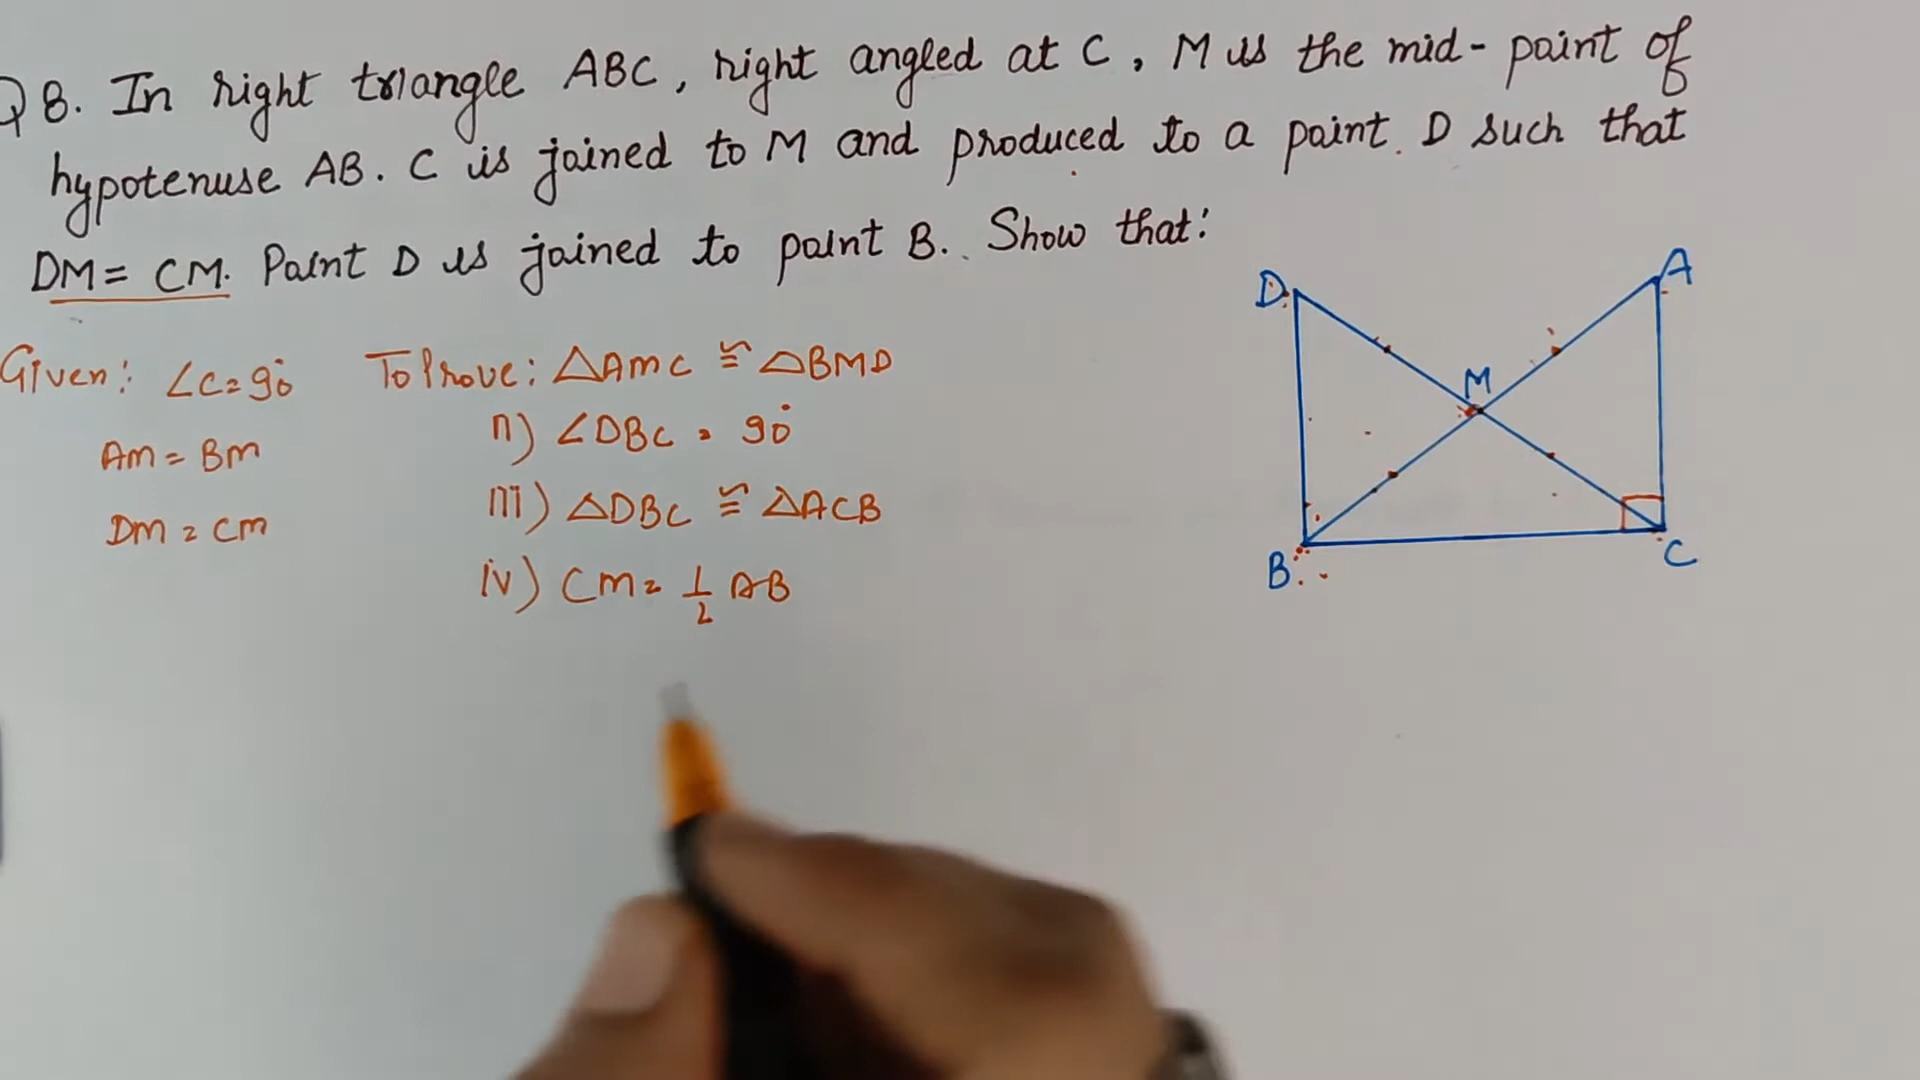 Q8. In right triangle ABC, right angled at C, M is the mid-point of
hypotenuse AB. C is joined to M and produced to a point D such that
DM = CM. Point D is joined to point B. Show that:
Given: ∠C=90° To Prove: △AMC ≅ △BMD
AM = BM
ii) ∠DBC = 90°
DM = CM
iii) △DBC ≅ △ACB
iv) CM = 1/2 AB
D
A
M
B
C